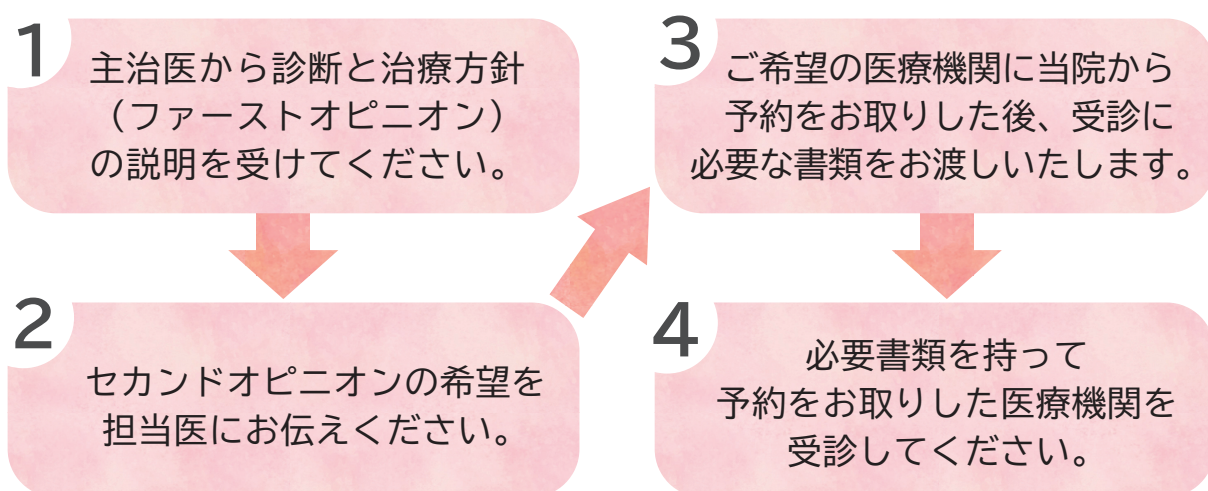 1
主治医から診断と治療方針
（ファーストオピニオン）
の説明を受けてください。
2
セカンドオピニオンの希望を
担当医にお伝えください。
3
ご希望の医療機関に当院から
予約をお取りした後、受診に
必要な書類をお渡しいたします。
4
必要書類を持って
予約をお取りした医療機関を
受診してください。